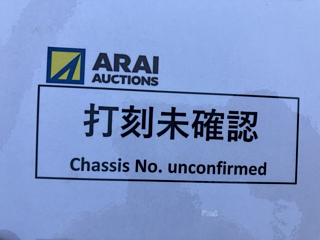 ARAI
AUCTIONS
打刻未確認
Chassis No. unconfirmed